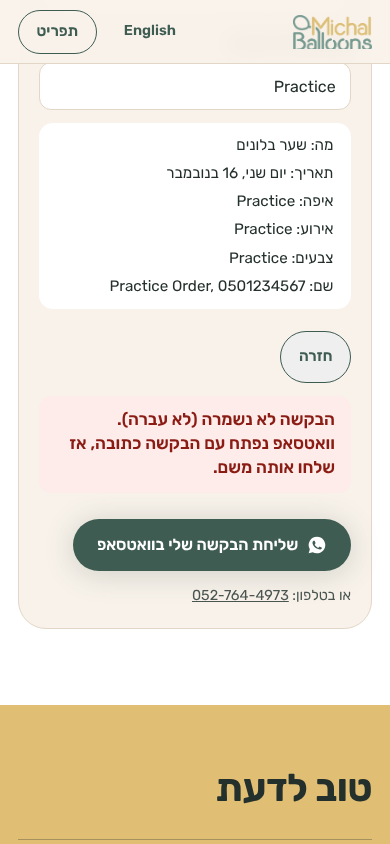 Michal
Balloons
English
תפריט
Practice
מה: שער בלונים
תאריך: יום שני, 16 בנובמבר
איפה: Practice
אירוע: Practice
צבעים: Practice
שם: Practice Order, 0501234567
חזרה
הבקשה לא נשמרה (לא עברה).
וואטסאפ נפתח עם הבקשה כתובה, אז
שלחו אותה משם.
שליחת הבקשה שלי בוואטסאפ
או בטלפון: 052-764-4973
טוב לדעת